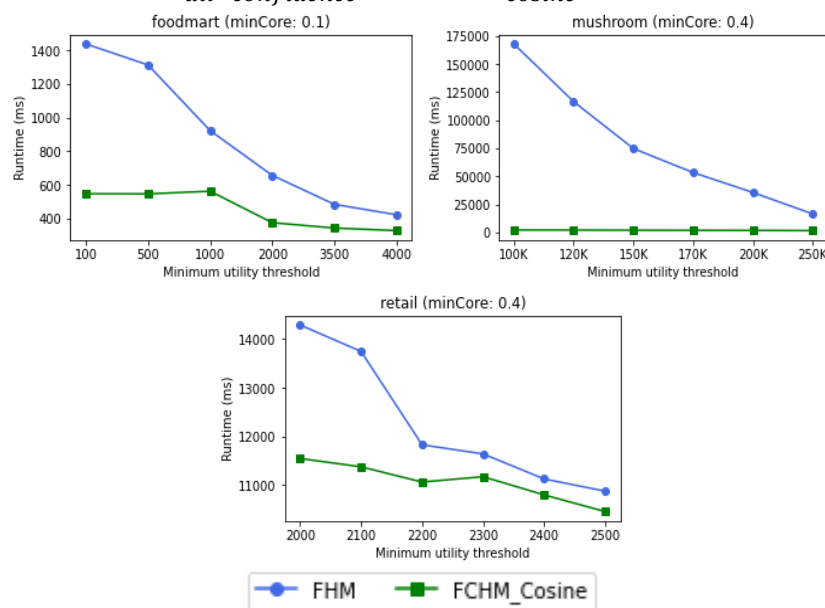 all-confidence cosine
foodmart (minCore: 0.1)
1400
1200
1000
800
600
400
Runtime (ms)
100 500 1000 2000 3500 4000
Minimum utility threshold
mushroom (minCore: 0.4)
175000
150000
125000
100000
75000
50000
25000
0
Runtime (ms)
100K 120K 150K 170K 200K 250K
Minimum utility threshold
retail (minCore: 0.4)
14000
13000
12000
11000
Runtime (ms)
2000 2100 2200 2300 2400 2500
Minimum utility threshold
FHM FCHM_Cosine